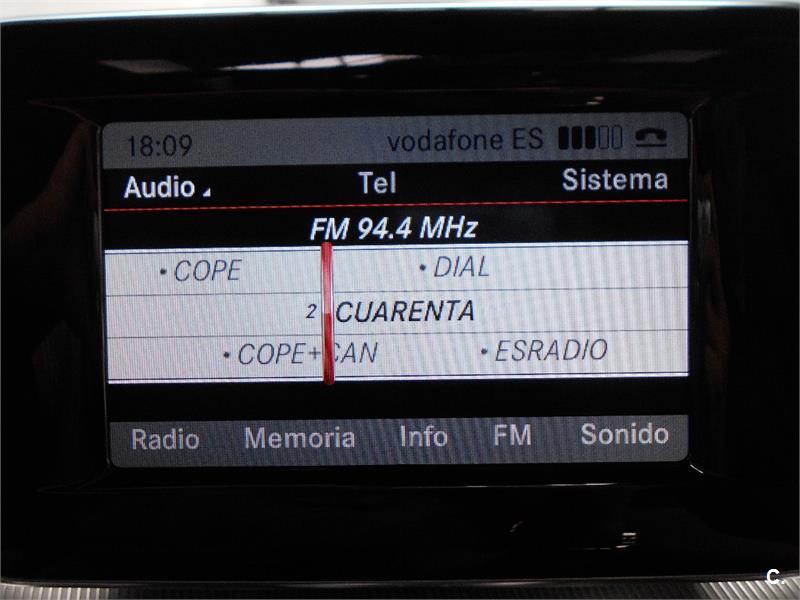 18:09 vodafone ES
Audio Tel Sistema
FM 94.4 MHz
• COPE • DIAL
2 CUARENTA
• COPE+CAN • ESRADIO
Radio Memoria Info FM Sonido
C.